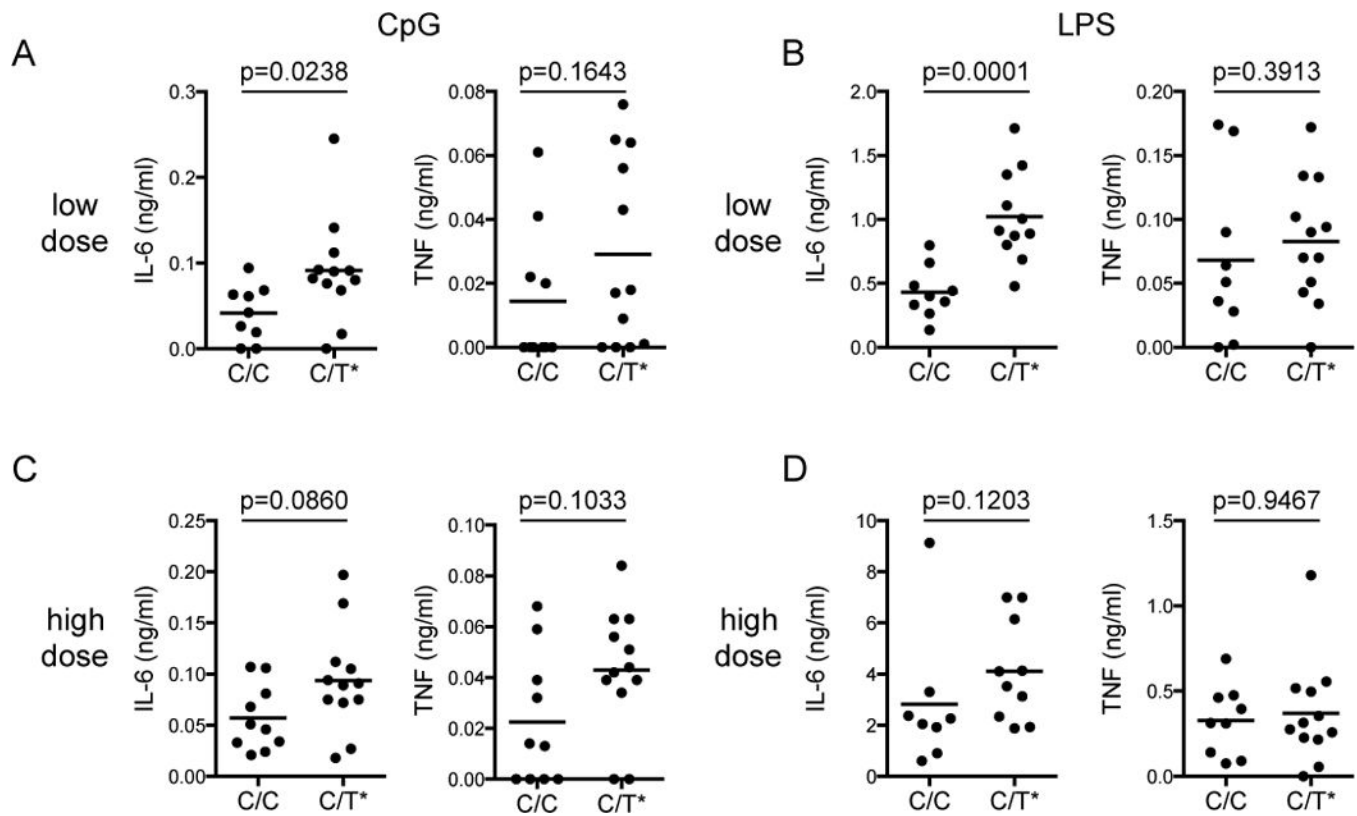 CpG
LPS
A
p=0.0238
p=0.1643
B
p=0.0001
p=0.3913
low
dose
IL-6 (ng/ml)
0.3
0.2
0.1
0.0
C/C
C/T*
TNF (ng/ml)
0.08
0.06
0.04
0.02
0.00
C/C
C/T*
low
dose
IL-6 (ng/ml)
2.0
1.5
1.0
0.5
0.0
C/C
C/T*
TNF (ng/ml)
0.20
0.15
0.10
0.05
0.00
C/C
C/T*
C
p=0.0860
p=0.1033
D
p=0.1203
p=0.9467
high
dose
IL-6 (ng/ml)
0.25
0.20
0.15
0.10
0.05
0.00
C/C
C/T*
TNF (ng/ml)
0.10
0.08
0.06
0.04
0.02
0.00
C/C
C/T*
high
dose
IL-6 (ng/ml)
10
8
6
4
2
0
C/C
C/T*
TNF (ng/ml)
1.5
1.0
0.5
0.0
C/C
C/T*